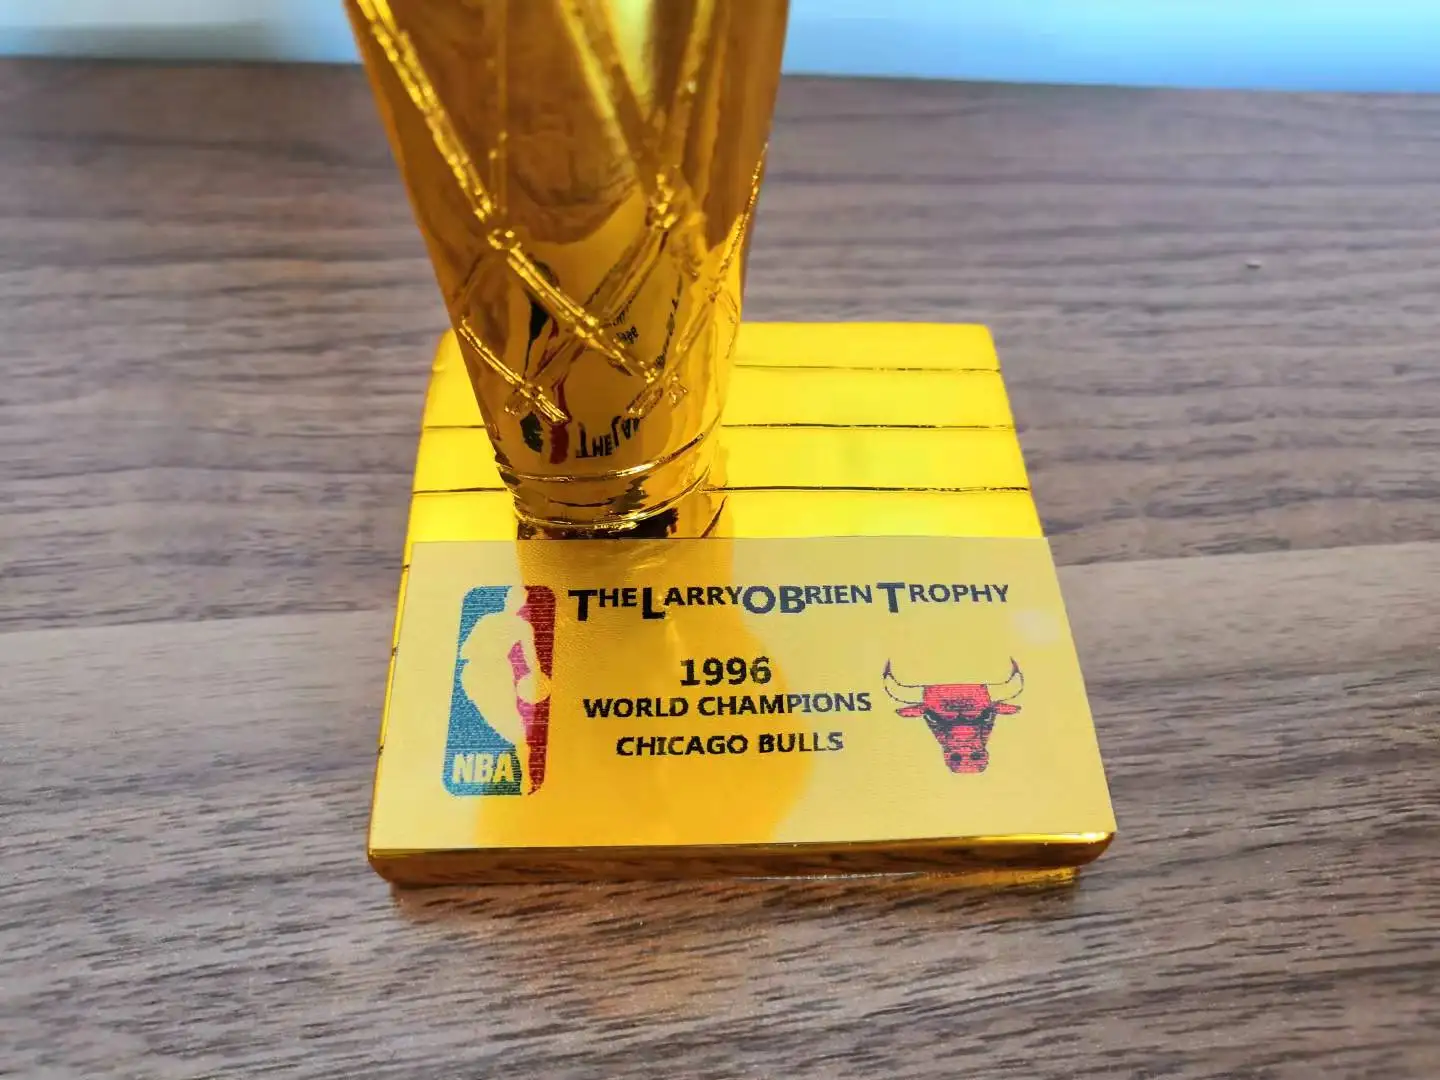 THE LARRY OBRIEN TROPHY
1996
WORLD CHAMPIONS
CHICAGO BULLS
NBA